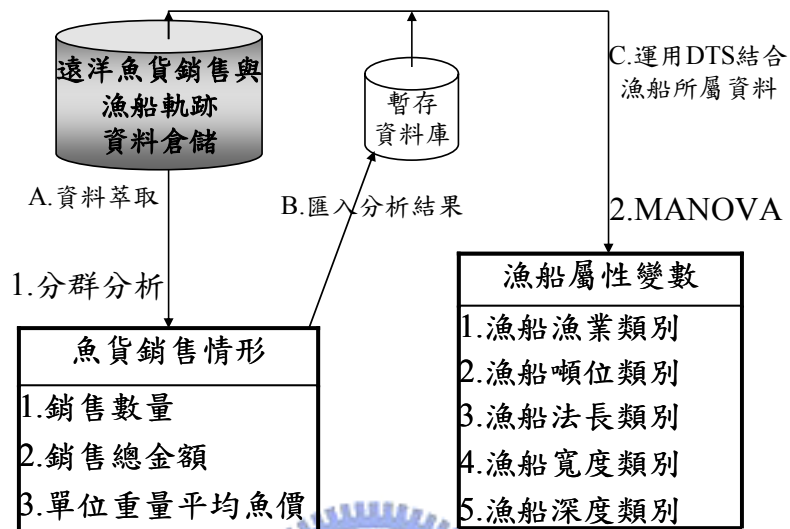 遠洋魚貨銷售與
漁船軌跡
資料倉儲
暫存
資料庫
C.運用DTS結合
漁船所屬資料
A.資料萃取
B.匯入分析結果
2.MANOVA
1.分群分析
魚貨銷售情形
1.銷售數量
2.銷售總金額
3.單位重量平均魚價
漁船屬性變數
1.漁船漁業類別
2.漁船噸位類別
3.漁船法長類別
4.漁船寬度類別
5.漁船深度類別